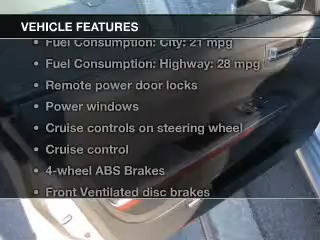 VEHICLE FEATURES
• Fuel Consumption: City: 21 mpg
• Fuel Consumption: Highway: 28 mpg
• Remote power door locks
• Power windows
• Cruise controls on steering wheel
• Cruise control
• 4-wheel ABS Brakes
• Front Ventilated disc brakes